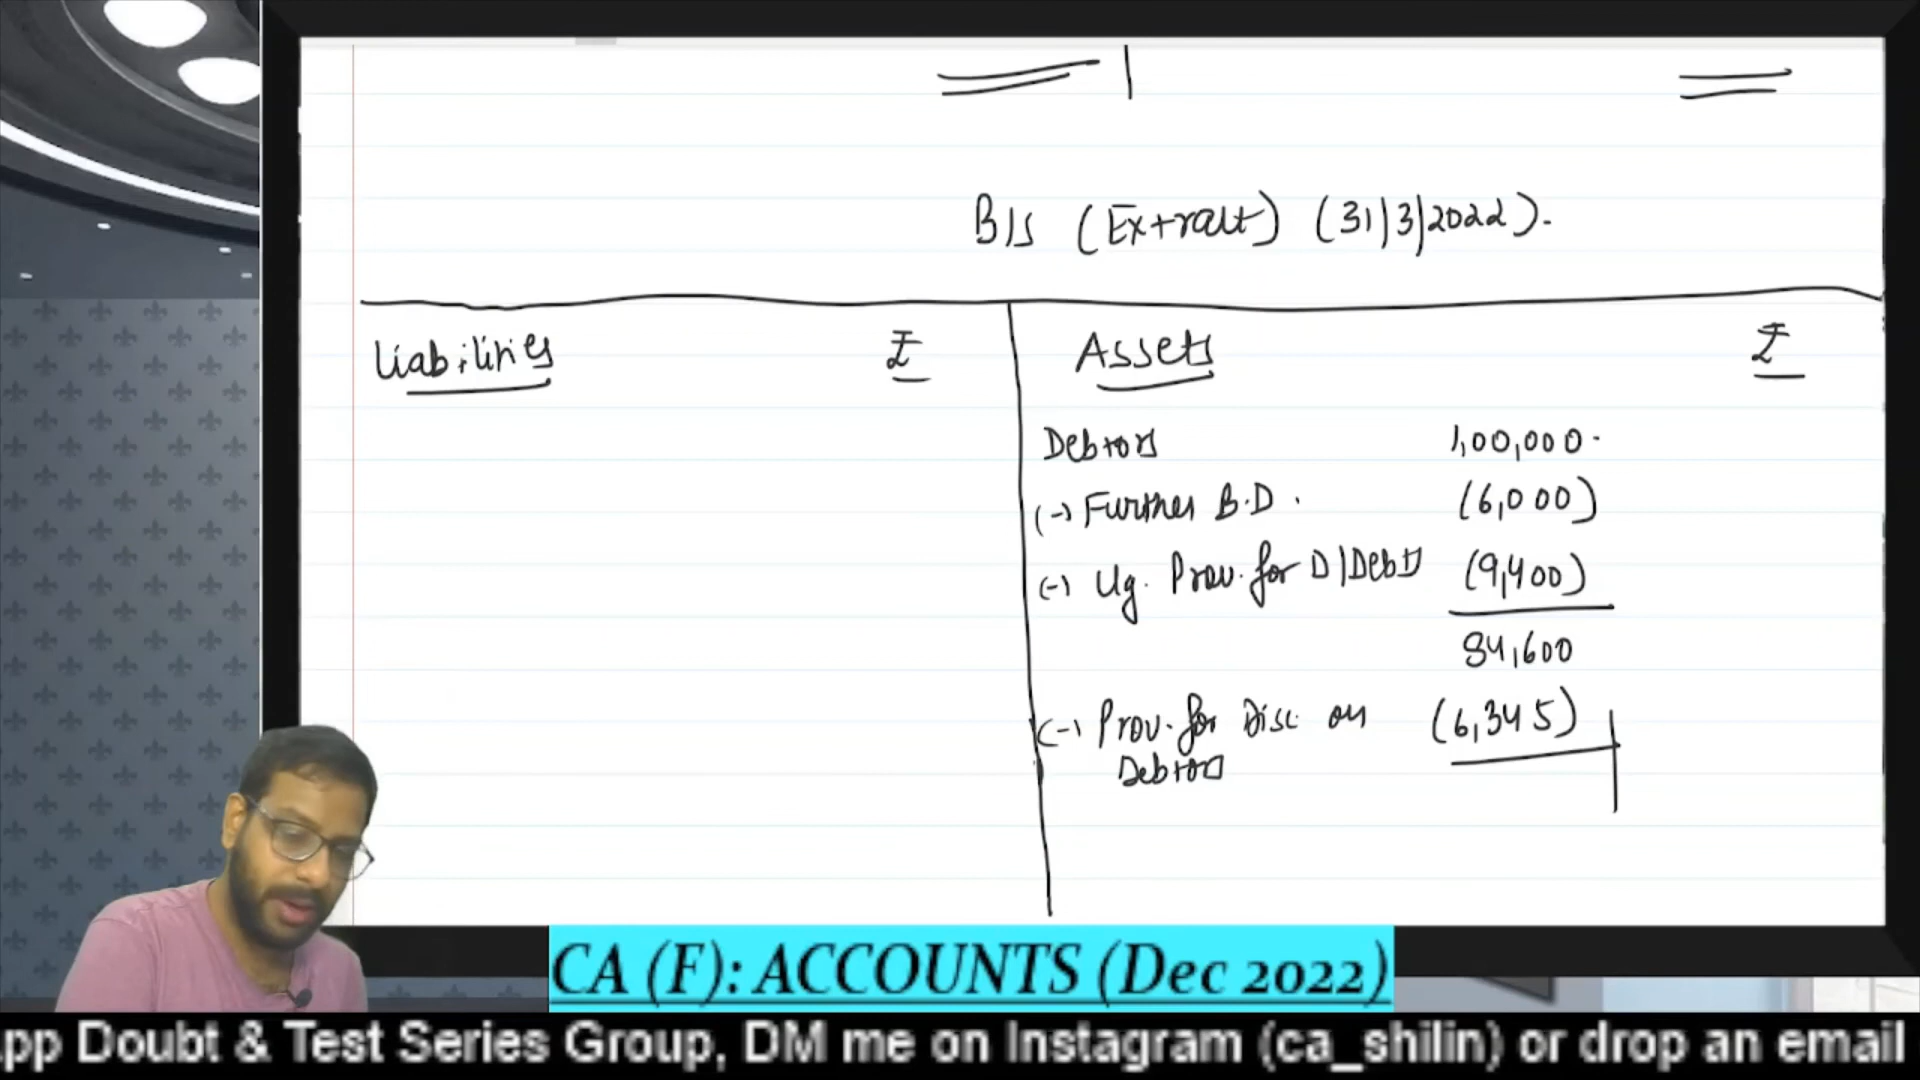 B/S (Extract) (31/3/2022).
Liabilities ₹ Assets ₹
Debtors 1,00,000.
(-) Further B.D. (6,000)
(-) Ug. Prov. for D/Debts (9,400)
84,600
(-) Prov. for Disc on (6,345)
Debtors
CA (F): ACCOUNTS (Dec 2022)
App Doubt & Test Series Group, DM me on Instagram (ca_shilin) or drop an email